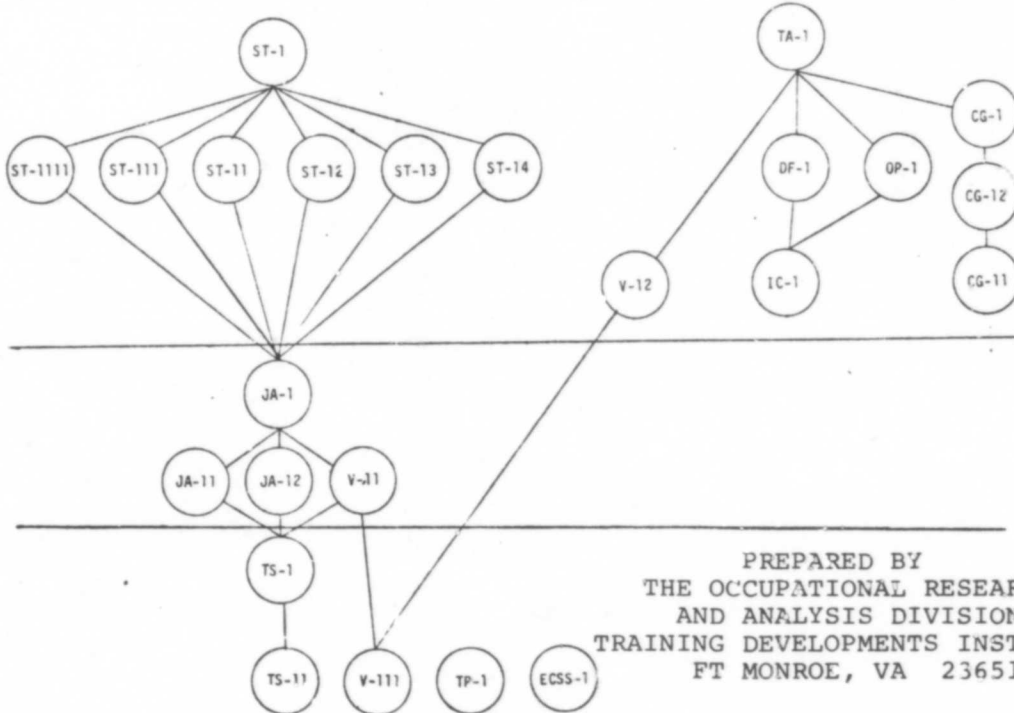 ST-1
TA-1
CG-1
ST-1111
ST-111
ST-11
ST-12
ST-13
ST-14
DF-1
OP-1
CG-12
V-12
IC-1
CG-11
JA-1
JA-11
JA-12
V-11
TS-1
PREPARED BY
THE OCCUPATIONAL RESEAR
AND ANALYSIS DIVISION
TRAINING DEVELOPMENTS INST
FT MONROE, VA 23651
TS-11
V-111
TP-1
ECSS-1